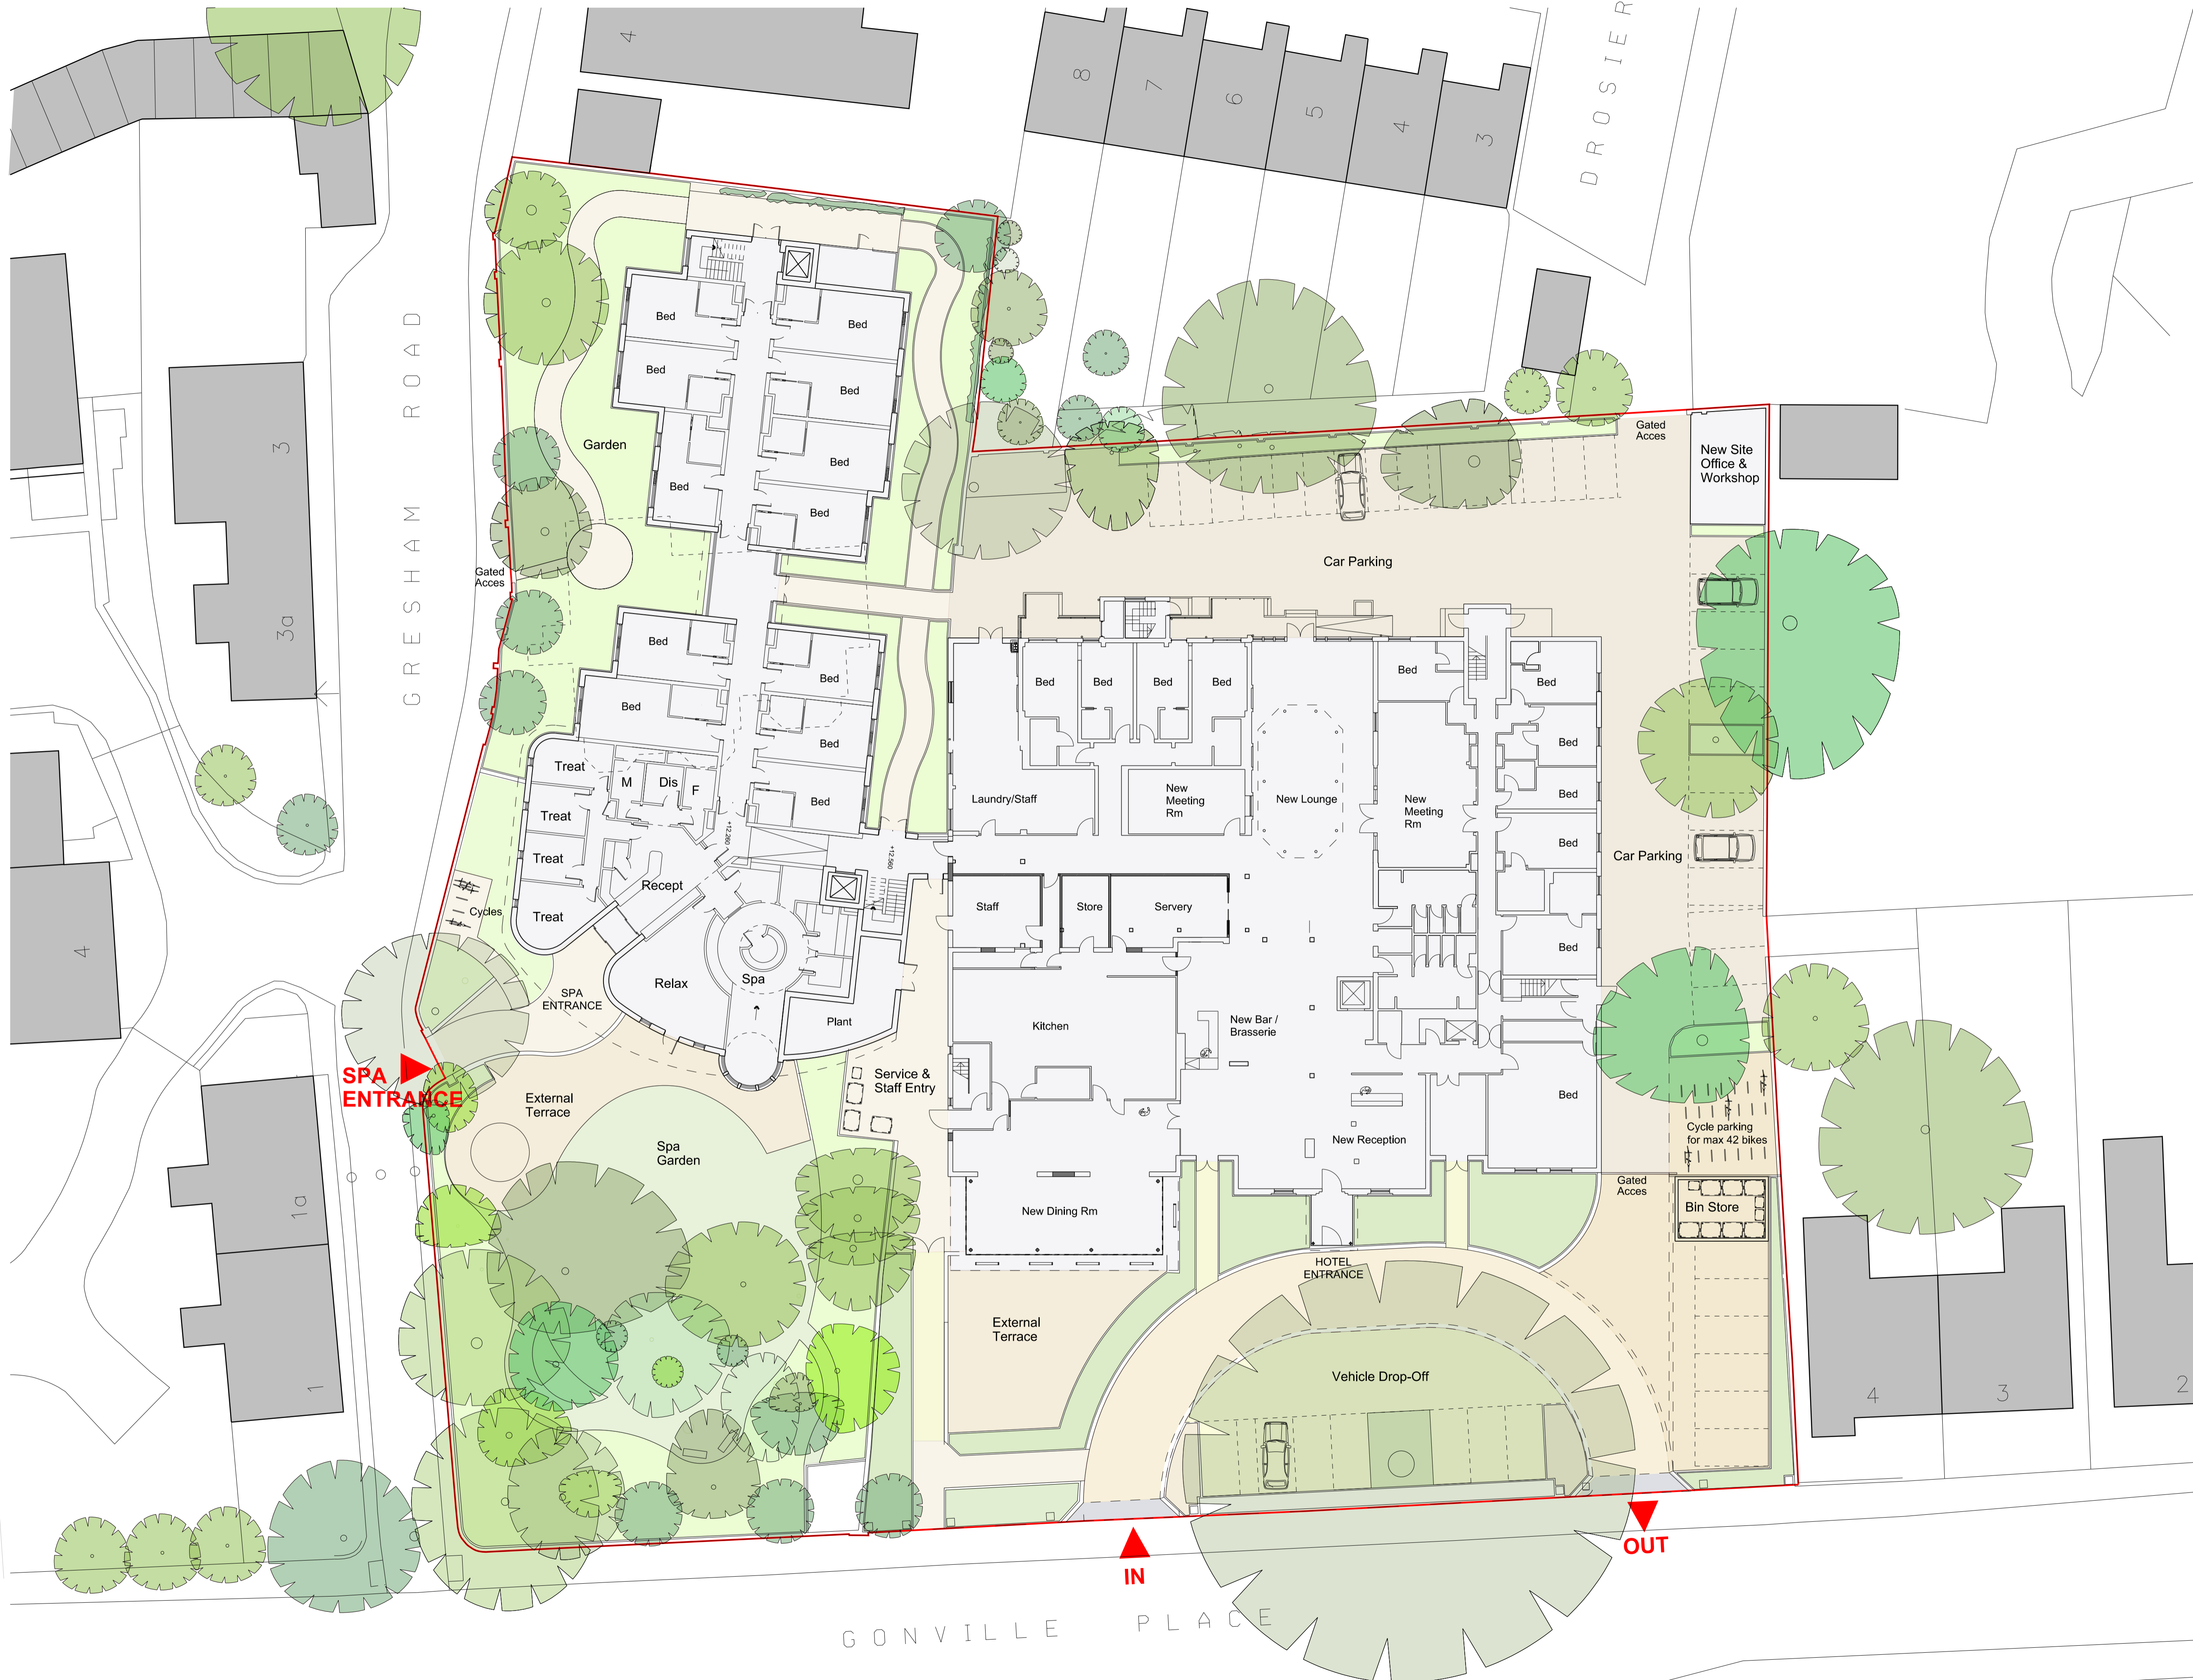 4
8
7
6
5
4
3
DROSIER
GRESHAM ROAD
3
3a
4
1a
1
Bed
Bed
Bed
Bed
Bed
Bed
Bed
Bed
Garden
Gated
Acces
Gated
Acces
New Site
Office &
Workshop
Car Parking
Bed
Bed
Bed
Bed
Bed
Treat
Treat
Treat
Treat
M
Dis
F
+12.260
+12.560
Recept
Cycles
Relax
Spa
Plant
SPA
ENTRANCE
SPA
ENTRANCE
External
Terrace
Spa
Garden
Service &
Staff Entry
Bed
Bed
Bed
Bed
Bed
Bed
Laundry/Staff
New
Meeting
Rm
New Lounge
New
Meeting
Rm
Bed
Bed
Bed
Bed
Bed
Car Parking
Staff
Store
Servery
Kitchen
New Bar /
Brasserie
New Reception
Bed
New Dining Rm
Cycle parking
for max 42 bikes
Gated
Acces
Bin Store
HOTEL
ENTRANCE
External
Terrace
Vehicle Drop-Off
4
3
2
IN
OUT
GONVILLE PLACE